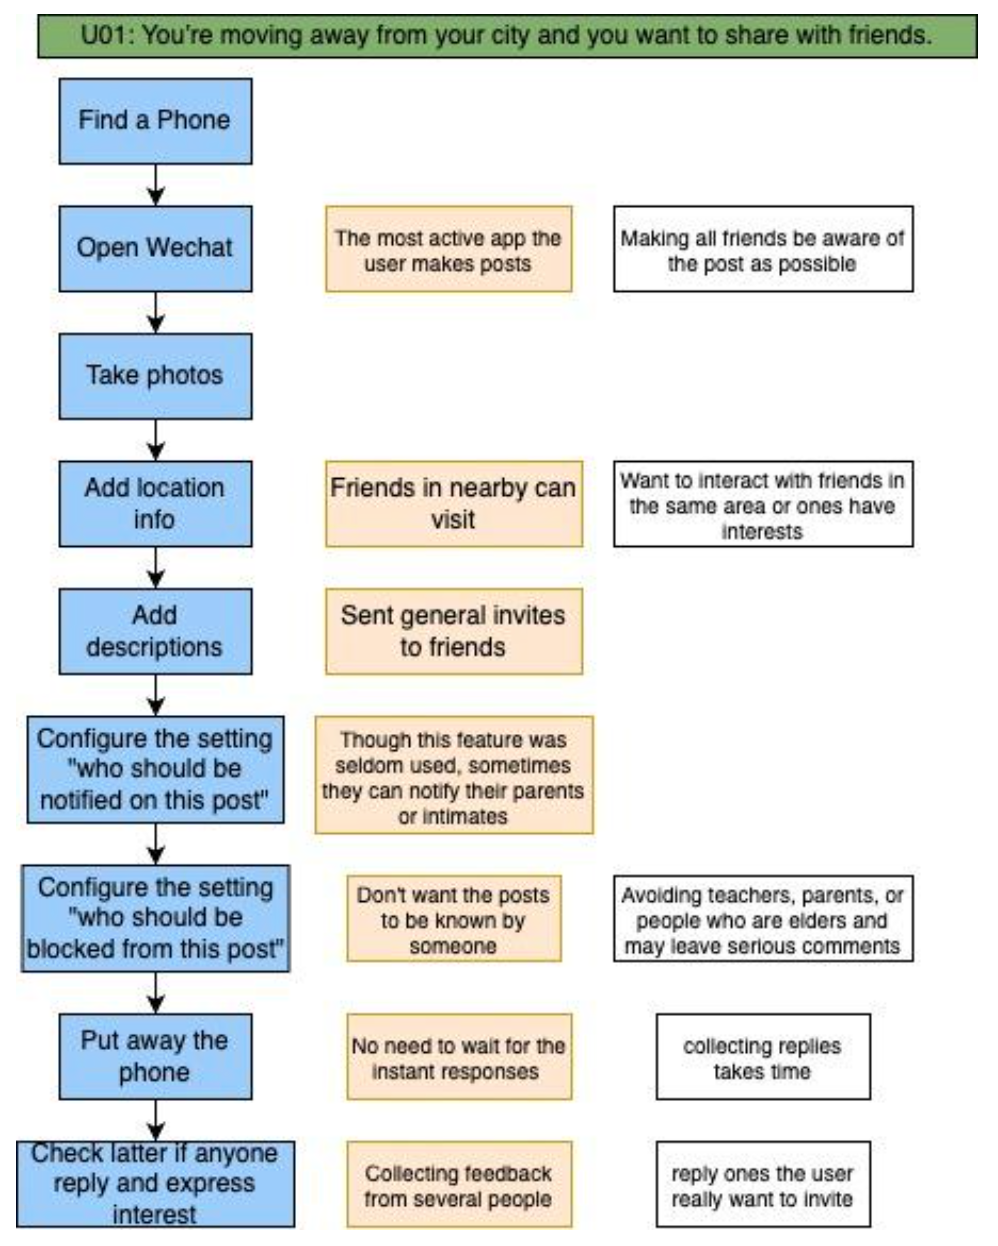 U01: You're moving away from your city and you want to share with friends.
Find a Phone
Open Wechat
The most active app the
user makes posts
Making all friends be aware of
the post as possible
Take photos
Add location
info
Friends in nearby can
visit
Want to interact with friends in
the same area or ones have
interests
Add
descriptions
Sent general invites
to friends
Configure the setting
"who should be
notified on this post"
Though this feature was
seldom used, sometimes
they can notify their parents
or intimates
Configure the setting
"who should be
blocked from this post"
Don't want the posts
to be known by
someone
Avoiding teachers, parents, or
people who are elders and
may leave serious comments
Put away the
phone
No need to wait for the
instant responses
collecting replies
takes time
Check latter if anyone
reply and express
interest
Collecting feedback
from several people
reply ones the user
really want to invite